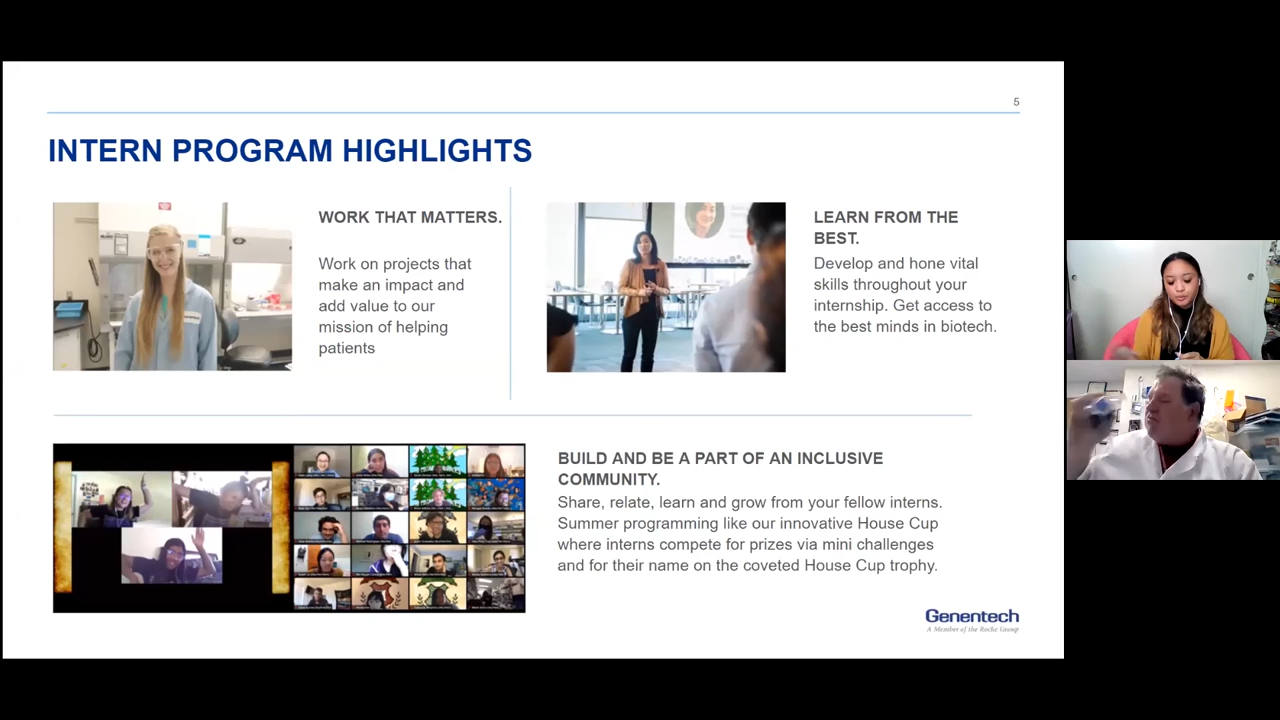 5
INTERN PROGRAM HIGHLIGHTS
WORK THAT MATTERS.
Work on projects that
make an impact and
add value to our
mission of helping
patients
LEARN FROM THE
BEST.
Develop and hone vital
skills throughout your
internship. Get access to
the best minds in biotech.
BUILD AND BE A PART OF AN INCLUSIVE
COMMUNITY.
Share, relate, learn and grow from your fellow interns.
Summer programming like our innovative House Cup
where interns compete for prizes via mini challenges
and for their name on the coveted House Cup trophy.
Genentech
A Member of the Roche Group